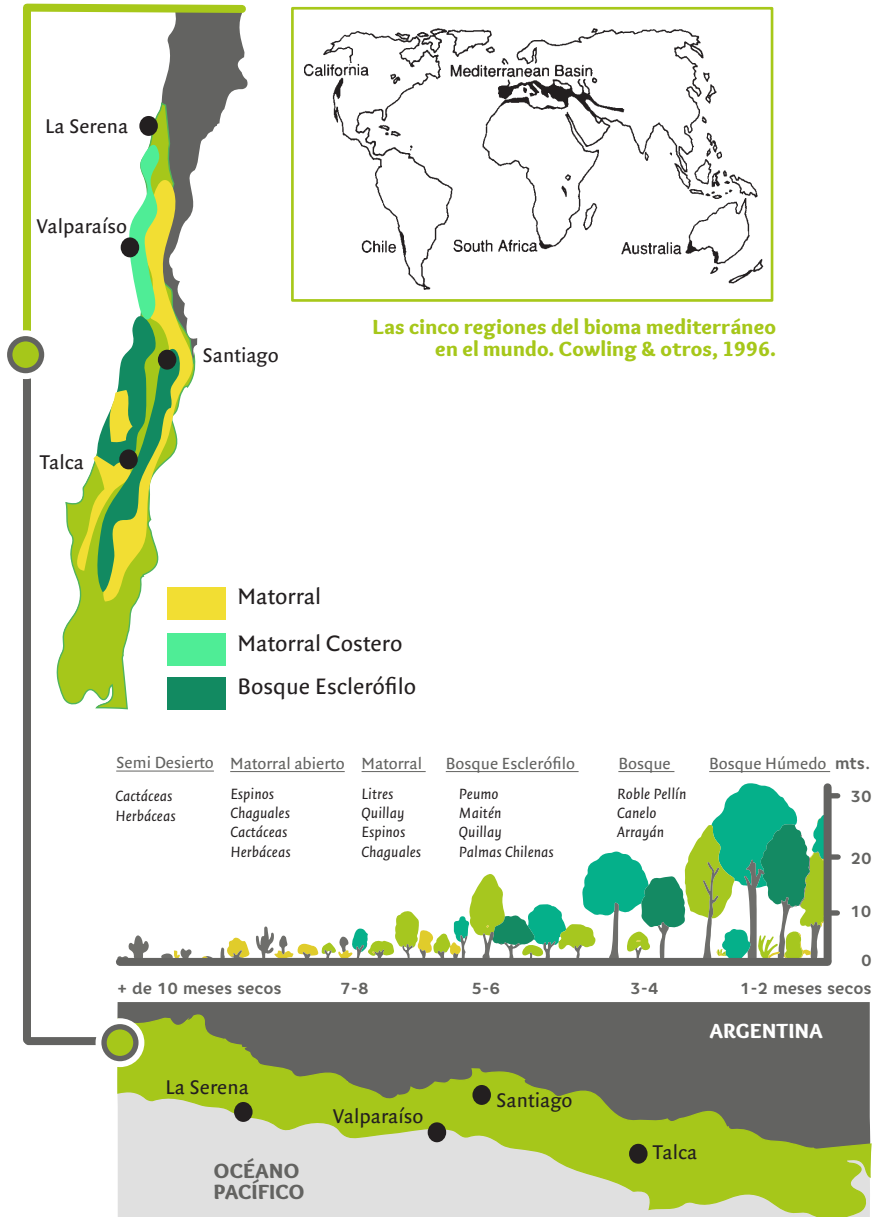 La Serena
Valparaíso
Santiago
Talca
California
Mediterranean Basin
Chile
South Africa
Australia
Las cinco regiones del bioma mediterráneo
en el mundo. Cowling & otros, 1996.
Matorral
Matorral Costero
Bosque Esclerófilo
Semi Desierto
Cactáceas
Herbáceas
Matorral abierto
Espinos
Chaguales
Cactáceas
Herbáceas
Matorral
Litres
Quillay
Espinos
Chaguales
Bosque Esclerófilo
Peumo
Maitén
Quillay
Palmas Chilenas
Bosque
Roble Pellín
Canelo
Arrayán
Bosque Húmedo
mts.
30
20
10
0
+ de 10 meses secos
7-8
5-6
3-4
1-2 meses secos
ARGENTINA
La Serena
Valparaíso
Santiago
Talca
OCÉANO
PACÍFICO